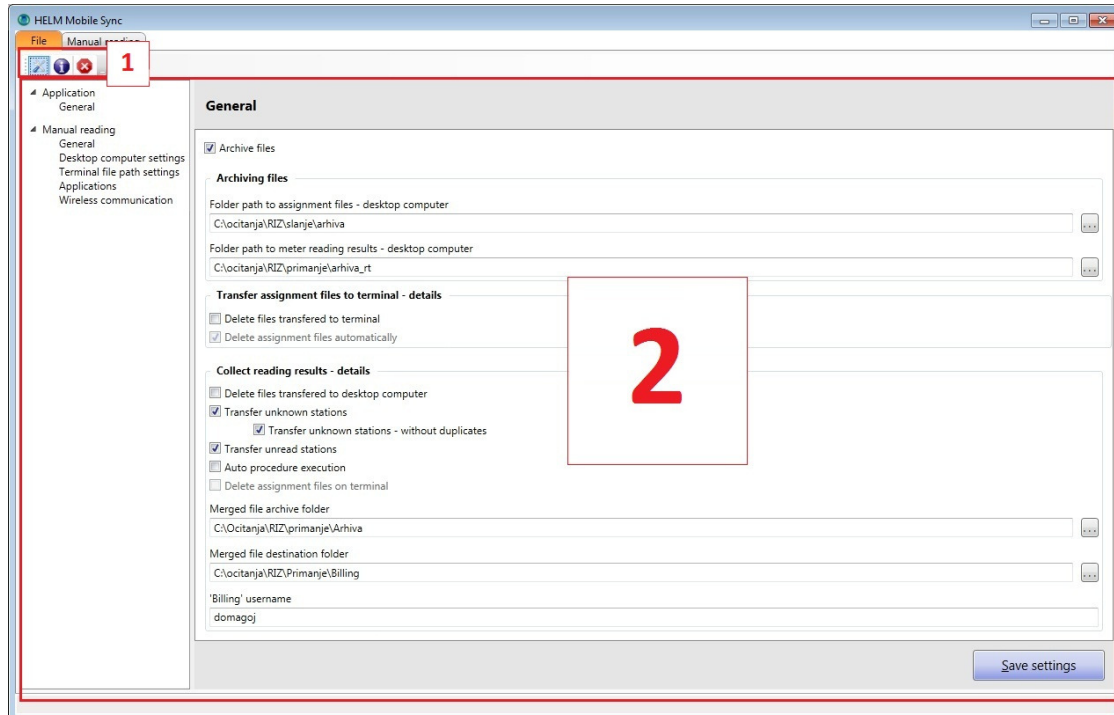 HELM Mobile Sync
File Manual reading
1
Application
General
Manual reading
General
Desktop computer settings
Terminal file path settings
Applications
Wireless communication
General
Archive files
Archiving files
Folder path to assignment files - desktop computer
C:\ocitanja\RIZ\slanje\arhiva
...
Folder path to meter reading results - desktop computer
C:\ocitanja\RIZ\primanje\arhiva_rt
...
Transfer assignment files to terminal - details
Delete files transfered to terminal
Delete assignment files automatically
2
Collect reading results - details
Delete files transfered to desktop computer
Transfer unknown stations
Transfer unknown stations - without duplicates
Transfer unread stations
Auto procedure execution
Delete assignment files on terminal
Merged file archive folder
C:\Ocitanja\RIZ\primanje\Arhiva
...
Merged file destination folder
C:\ocitanja\RIZ\Primanje\Billing
...
'Billing' username
domagoj
Save settings